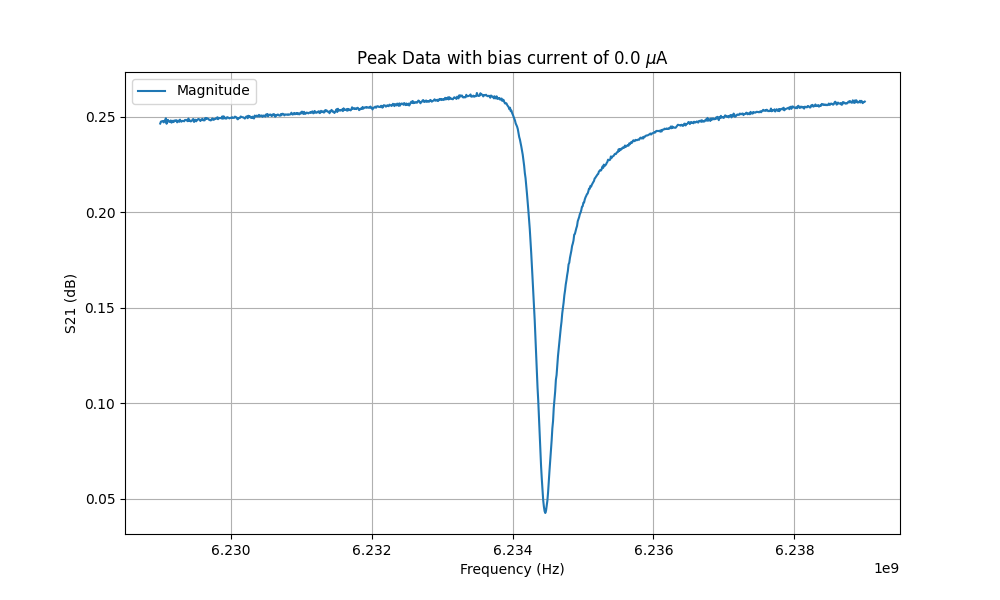 Peak Data with bias current of 0.0 μA
Magnitude
0.25
0.20
0.15
0.10
0.05
S21 (dB)
6.230 6.232 6.234 6.236 6.238
1e9
Frequency (Hz)